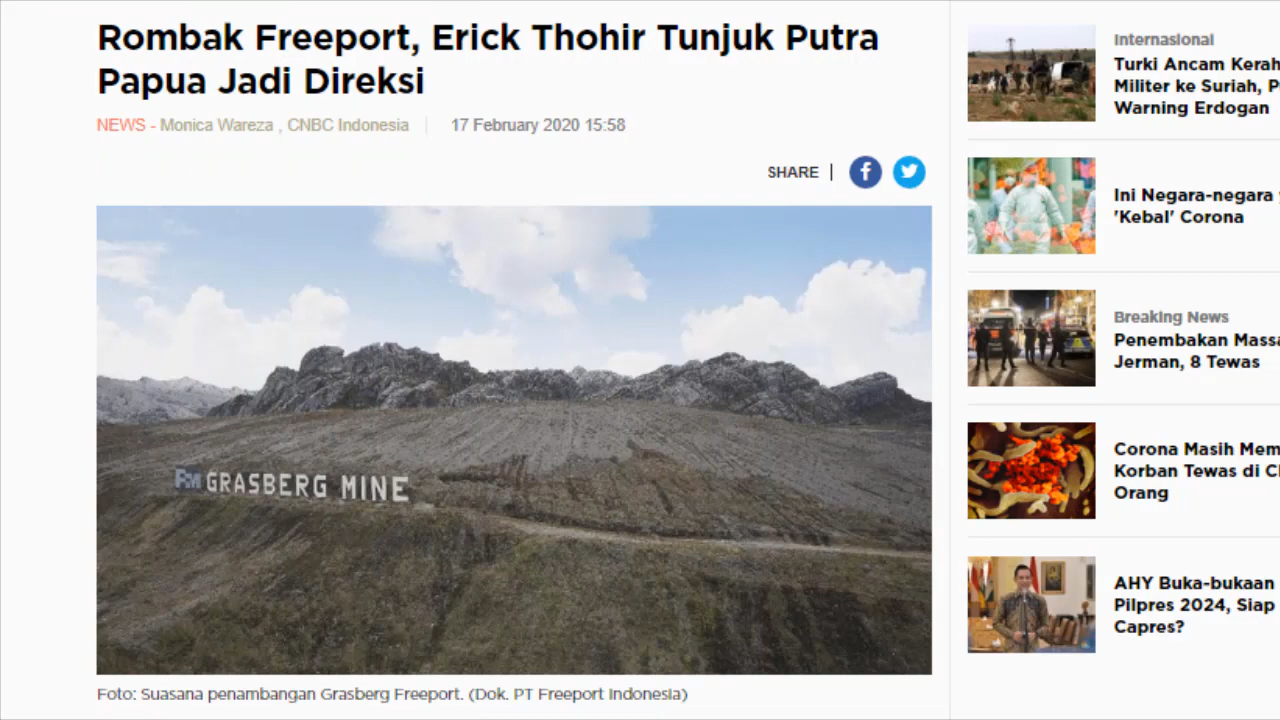 Rombak Freeport, Erick Thohir Tunjuk Putra
Papua Jadi Direksi
NEWS - Monica Wareza , CNBC Indonesia
17 February 2020 15:58
SHARE |
GRASBERG MINE
Foto: Suasana penambangan Grasberg Freeport. (Dok. PT Freeport Indonesia)
Internasional
Turki Ancam Kerah
Militer ke Suriah, P
Warning Erdogan
Ini Negara-negara
'Kebal' Corona
Breaking News
Penembakan Massa
Jerman, 8 Tewas
Corona Masih Mem
Korban Tewas di C
Orang
AHY Buka-bukaan
Pilpres 2024, Siap
Capres?